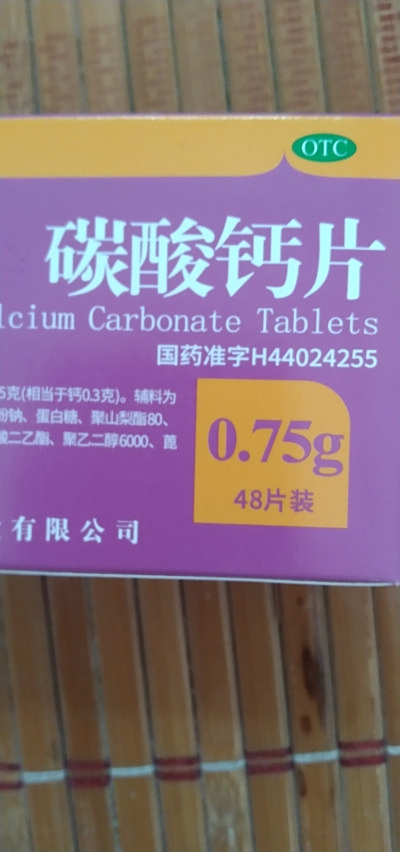 OTC
碳酸钙片
lcium Carbonate Tablets
国药准字H44024255
5克(相当于钙0.3克)。辅料为
粉钠、蛋白糖、聚山梨酯80、
酸二乙酯、聚乙二醇6000、蓖
0.75g
48片装
有限公司